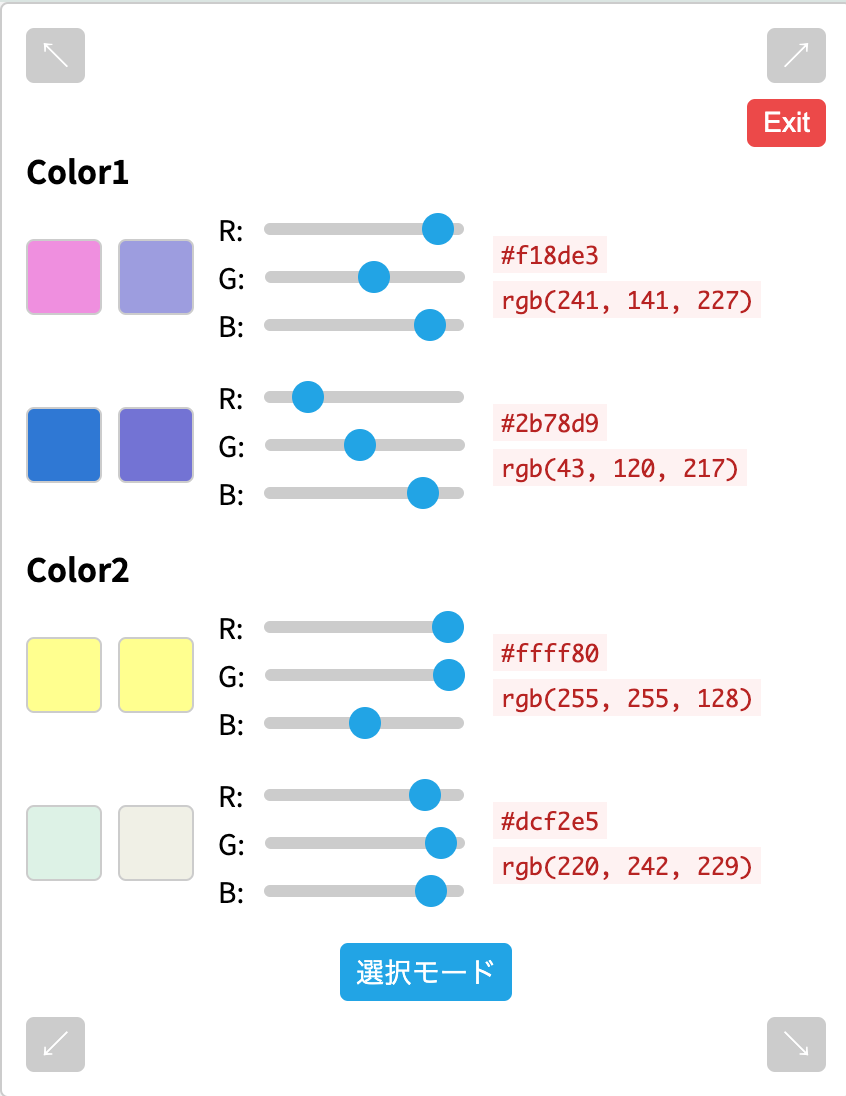 Exit
Color1
R:
G:
B:
#f18de3
rgb(241, 141, 227)
R:
G:
B:
#2b78d9
rgb(43, 120, 217)
Color2
R:
G:
B:
#ffff80
rgb(255, 255, 128)
R:
G:
B:
#dcf2e5
rgb(220, 242, 229)
選択モード